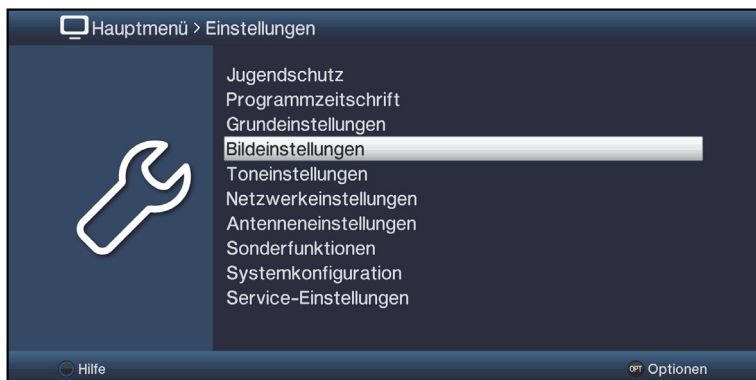 Hauptmenü > Einstellungen
Jugendschutz
Programmzeitschrift
Grundeinstellungen
Bildeinstellungen
Toneinstellungen
Netzwerkeinstellungen
Antenneneinstellungen
Sonderfunktionen
Systemkonfiguration
Service-Einstellungen
Hilfe OPT Optionen